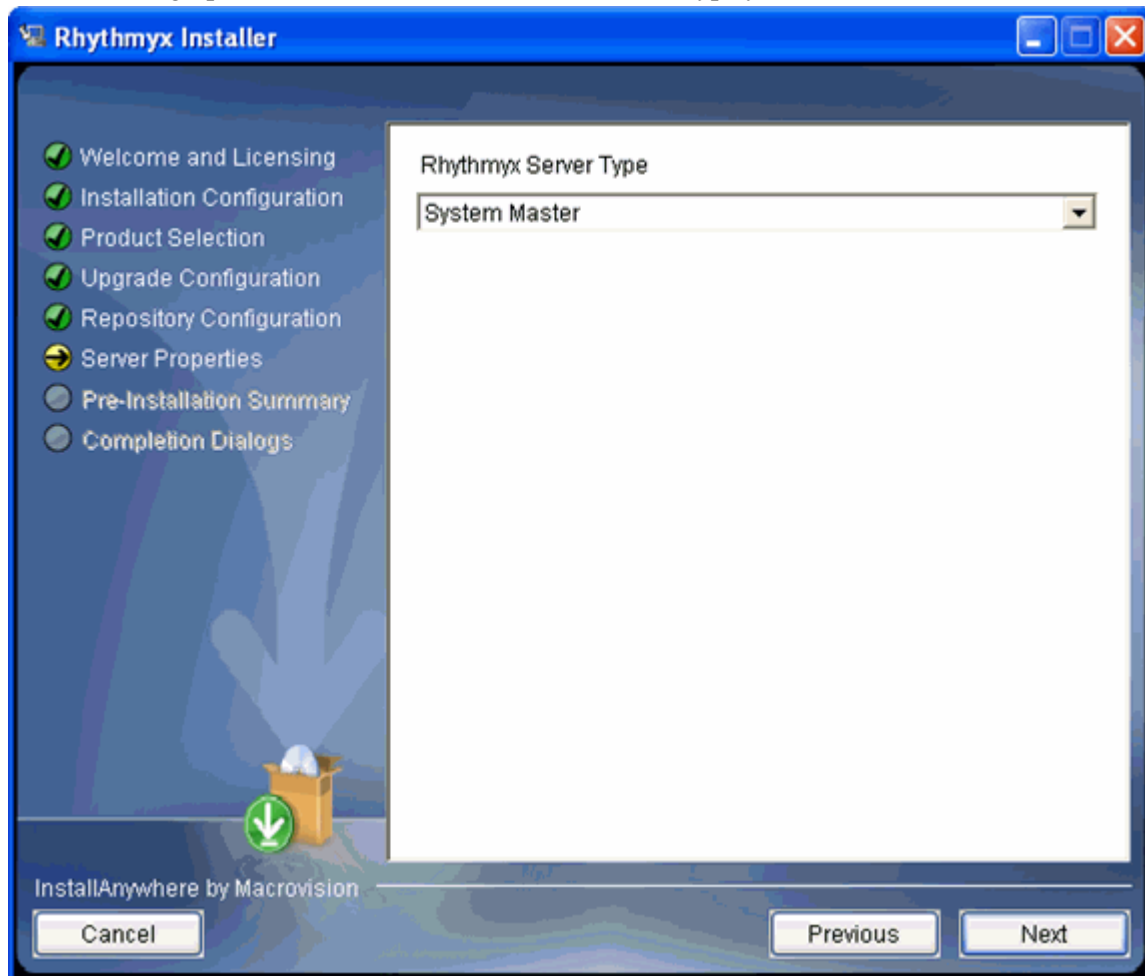 Rhythmyx Installer
Welcome and Licensing
Installation Configuration
Product Selection
Upgrade Configuration
Repository Configuration
Server Properties
Pre-Installation Summary
Completion Dialogs
Rhythmyx Server Type
System Master
InstallAnywhere by Macrovision
Cancel
Previous
Next